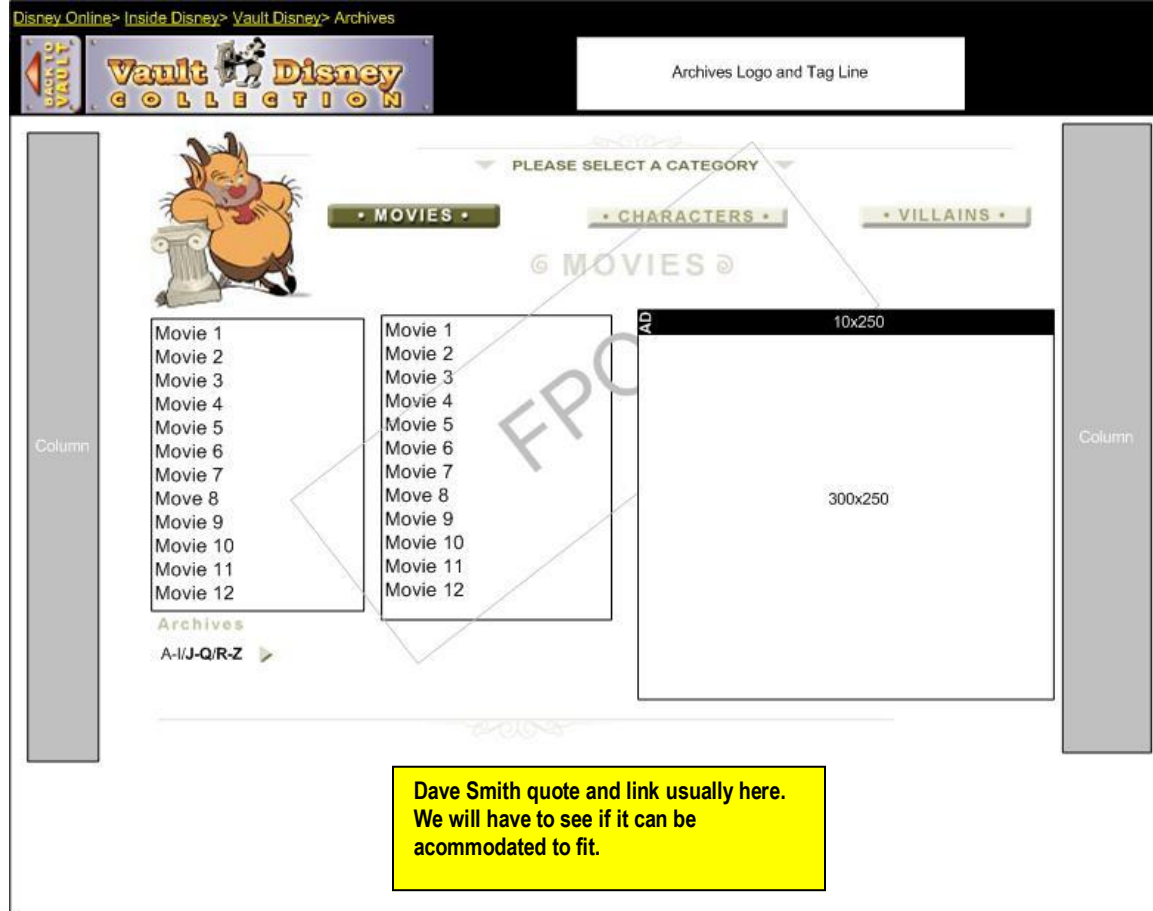 Disney Online> Inside Disney> Vault Disney> Archives
BACK TO VAULT
Vault Disney
COLLECTION
Archives Logo and Tag Line
PLEASE SELECT A CATEGORY
• MOVIES •
• CHARACTERS •
• VILLAINS •
MOVIES
Column
Movie 1
Movie 2
Movie 3
Movie 4
Movie 5
Movie 6
Movie 7
Move 8
Movie 9
Movie 10
Movie 11
Movie 12
Archives
A-I/J-Q/R-Z
Movie 1
Movie 2
Movie 3
Movie 4
Movie 5
Movie 6
Movie 7
Move 8
Movie 9
Movie 10
Movie 11
Movie 12
FPO
AD
10x250
300x250
Column
Dave Smith quote and link usually here.
We will have to see if it can be
acommodated to fit.